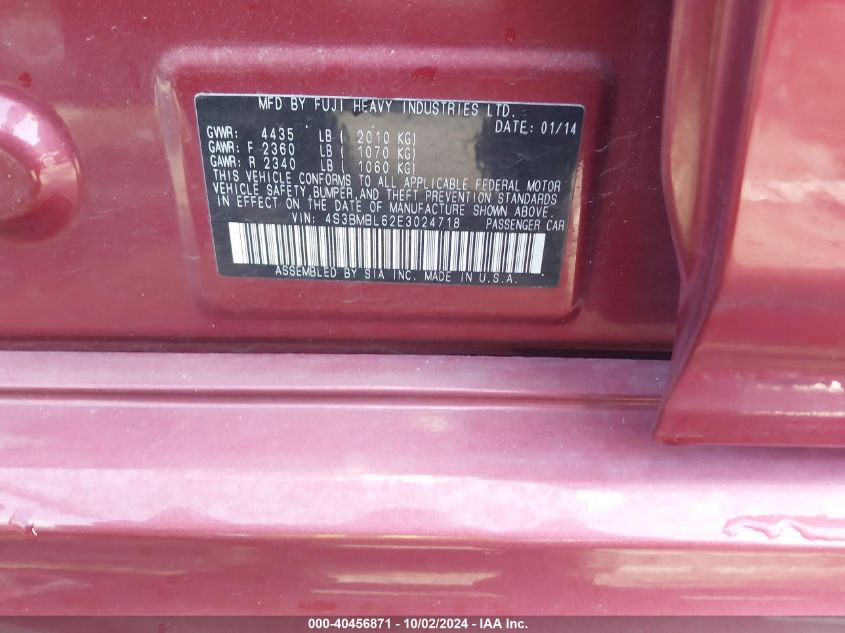 MFD BY FUJI HEAVY INDUSTRIES LTD.
DATE: 01/14
GVWR: 4435 LB ( 2010 KG)
GAWR: F 2360 LB ( 1070 KG)
GAWR: R 2340 LB ( 1060 KG)
THIS VEHICLE CONFORMS TO ALL APPLICABLE FEDERAL MOTOR
VEHICLE SAFETY, BUMPER, AND THEFT PREVENTION STANDARDS
IN EFFECT ON THE DATE OF MANUFACTURE SHOWN ABOVE.
VIN: 4S3BMBL62E3024718 PASSENGER CAR
ASSEMBLED BY SIA INC. MADE IN U.S.A.
000-40456871 - 10/02/2024 - IAA Inc.